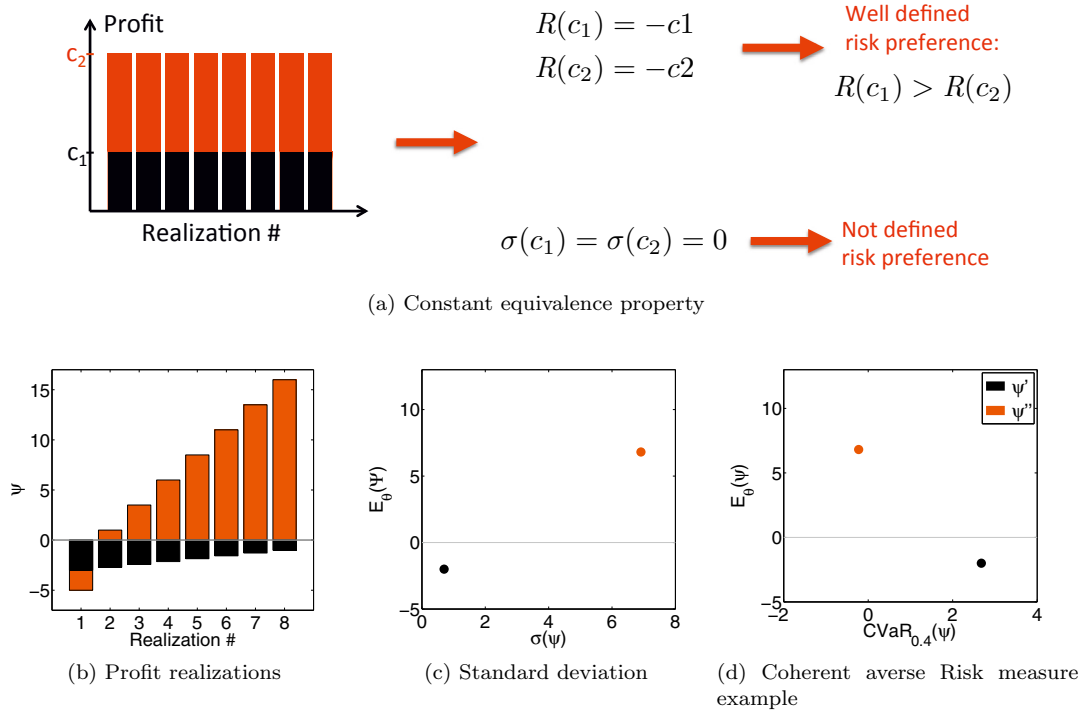 Profit
c₂
c₁
Realization #
R(c₁) = −c1
R(c₂) = −c2
Well defined
risk preference:
R(c₁) > R(c₂)
σ(c₁) = σ(c₂) = 0
Not defined
risk preference
(a) Constant equivalence property
15
10
5
0
−5
ψ
1 2 3 4 5 6 7 8
Realization #
(b) Profit realizations
10
5
0
−5
E_θ(Ψ)
0 2 4 6 8
σ(ψ)
(c) Standard deviation
10
5
0
−5
E_θ(ψ)
−2 0 2 4
CVaR₀.₄(ψ)
ψ'
ψ''
(d) Coherent averse Risk measure
example